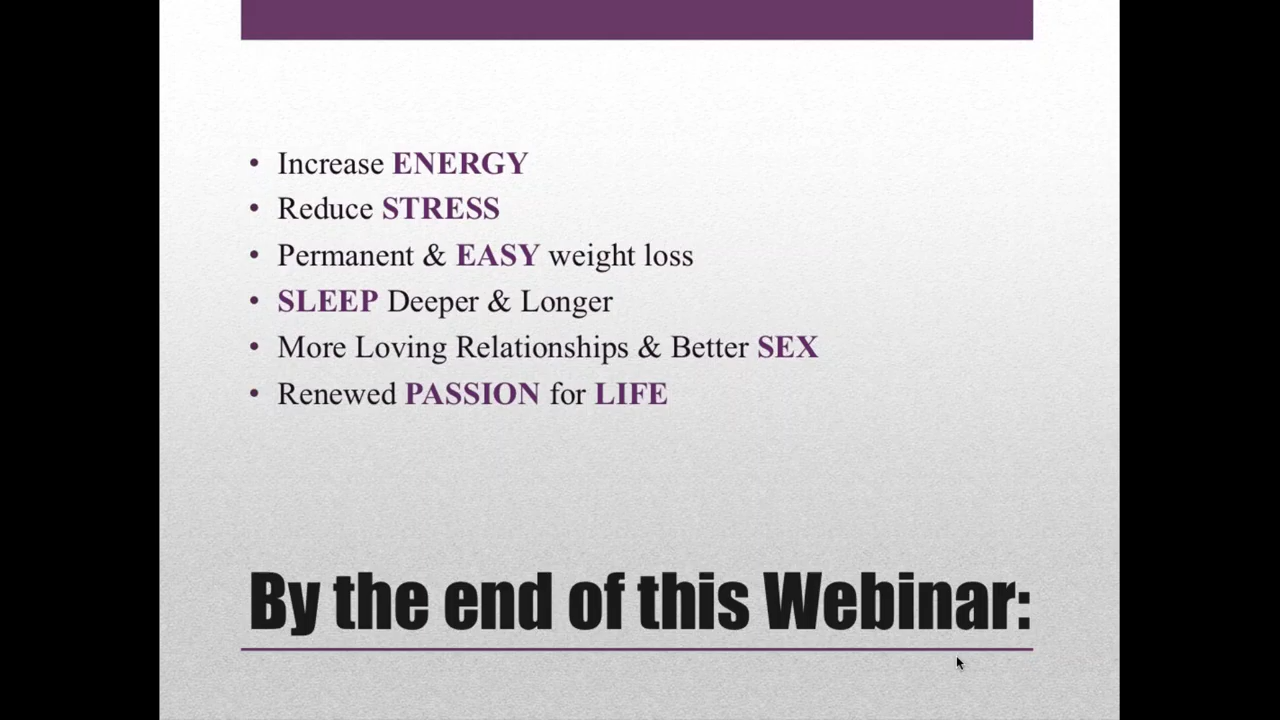 • Increase ENERGY
• Reduce STRESS
• Permanent & EASY weight loss
• SLEEP Deeper & Longer
• More Loving Relationships & Better SEX
• Renewed PASSION for LIFE
By the end of this Webinar: